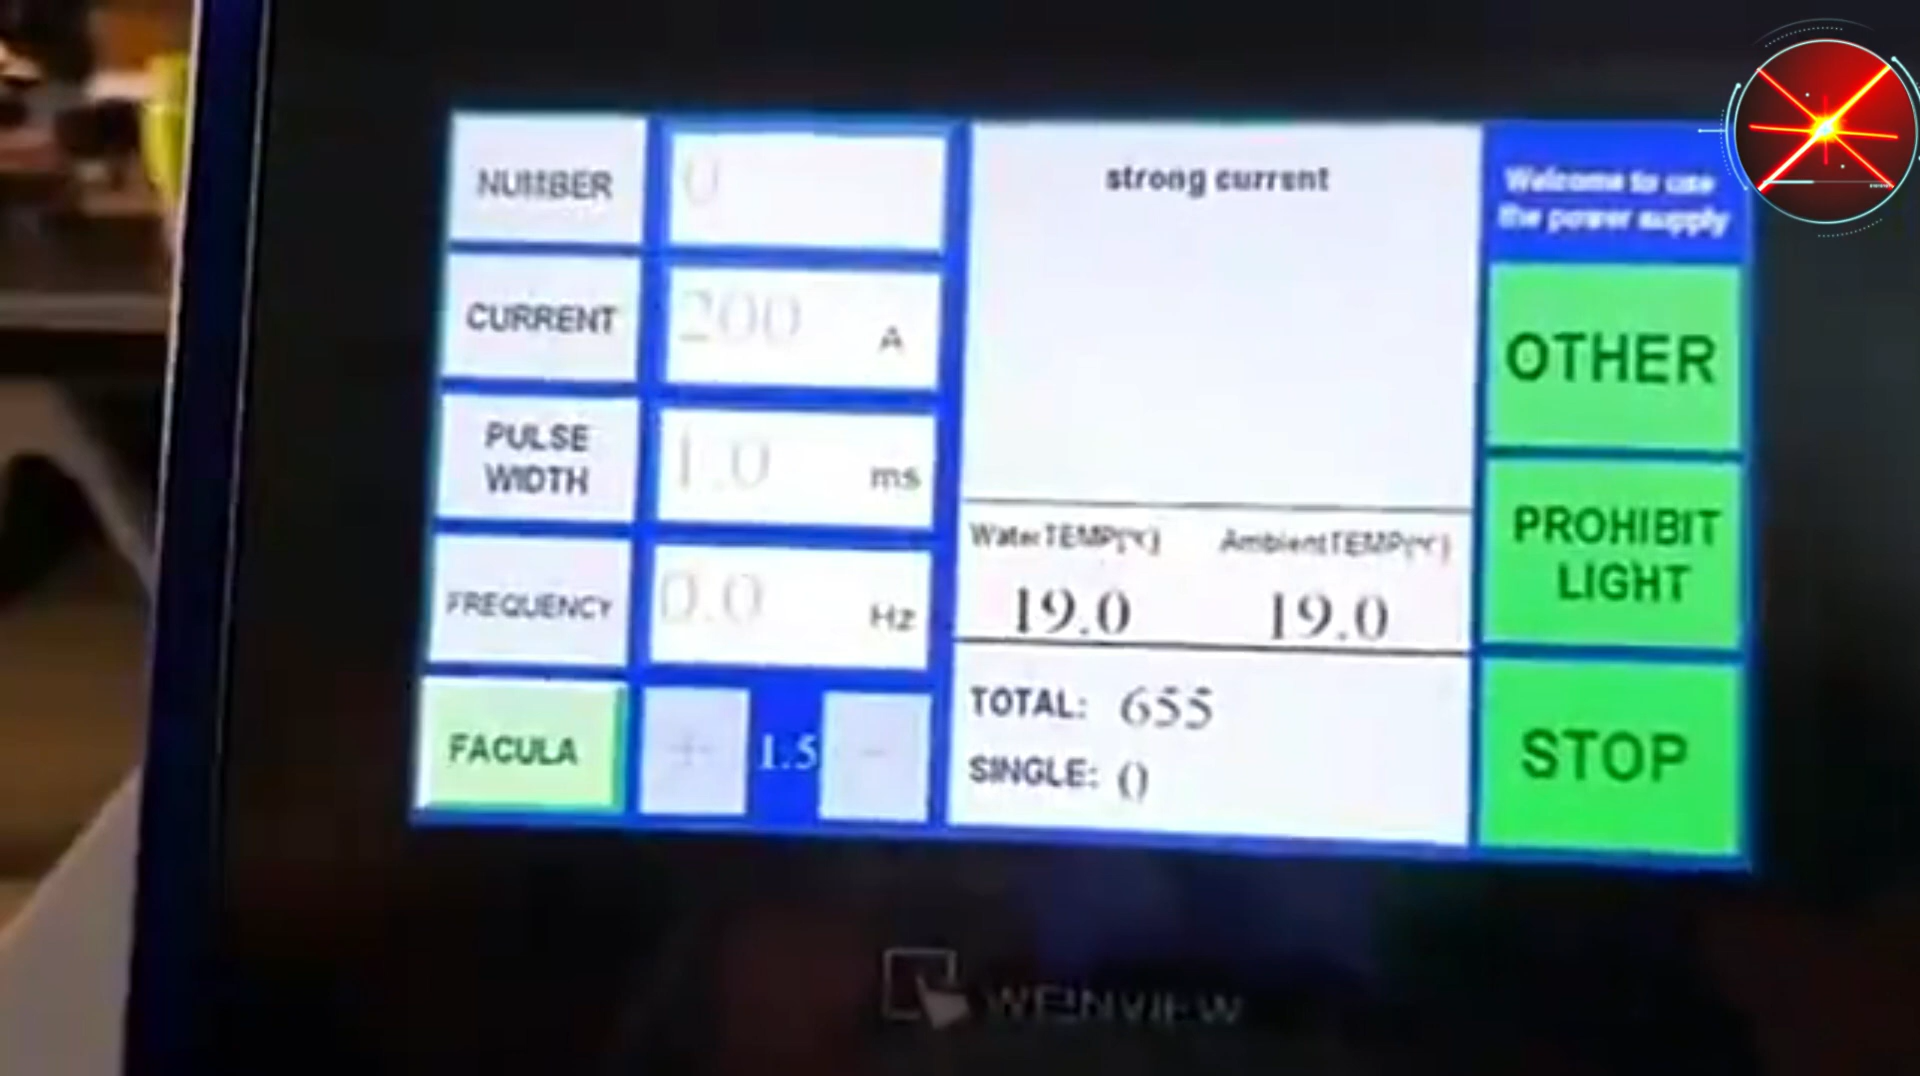 NUMBER 0
CURRENT 200 A
PULSE
WIDTH
1.0 ms
FREQUENCY 0.0 Hz
FACULA + 1.5 -
strong current
WaterTEMP(℃) AmbientTEMP(℃)
19.0 19.0
TOTAL: 655
SINGLE: 0
Welcome to use
the power supply
OTHER
PROHIBIT
LIGHT
STOP
WEINVIEW